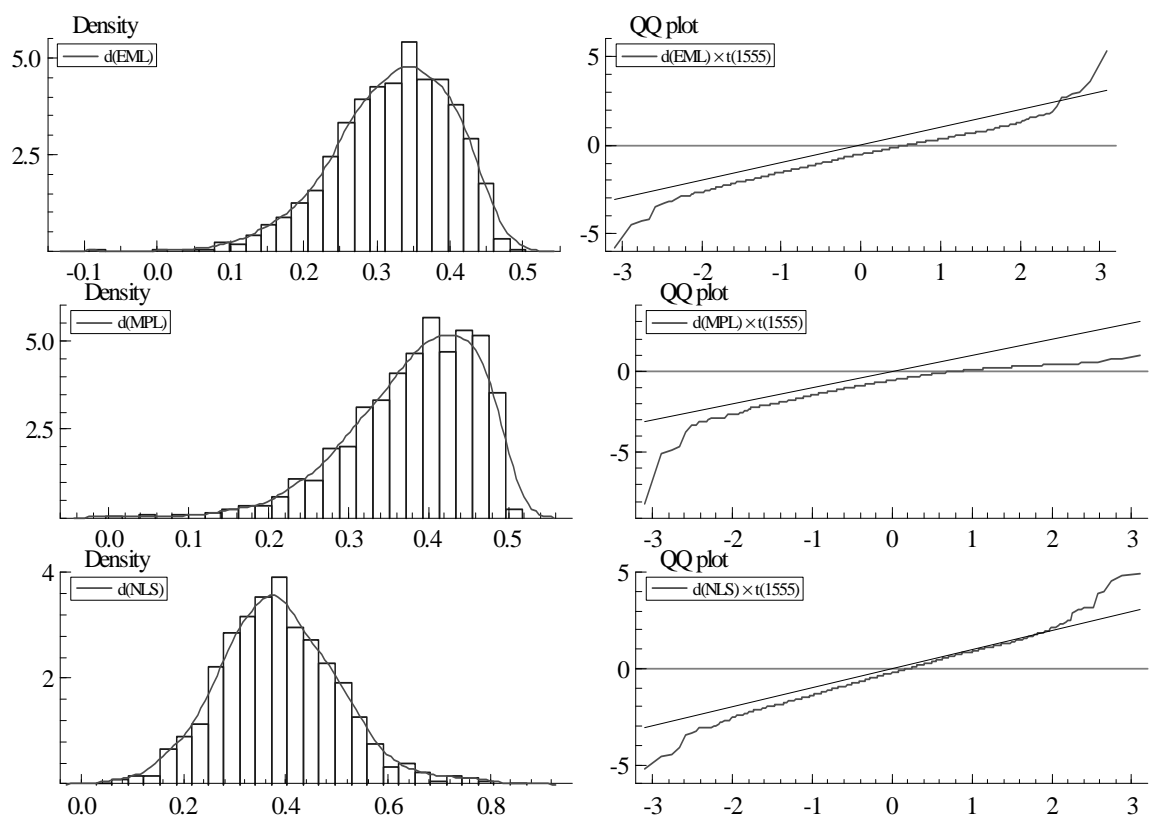 Density
d(EML)
5.0
2.5
-0.1 0.0 0.1 0.2 0.3 0.4 0.5
QQ plot
d(EML) × t(1555)
5
0
-5
-3 -2 -1 0 1 2 3
Density
d(MPL)
5.0
2.5
0.0 0.1 0.2 0.3 0.4 0.5
QQ plot
d(MPL) × t(1555)
0
-5
-3 -2 -1 0 1 2 3
Density
d(NLS)
4
2
0.0 0.2 0.4 0.6 0.8
QQ plot
d(NLS) × t(1555)
5
0
-5
-3 -2 -1 0 1 2 3